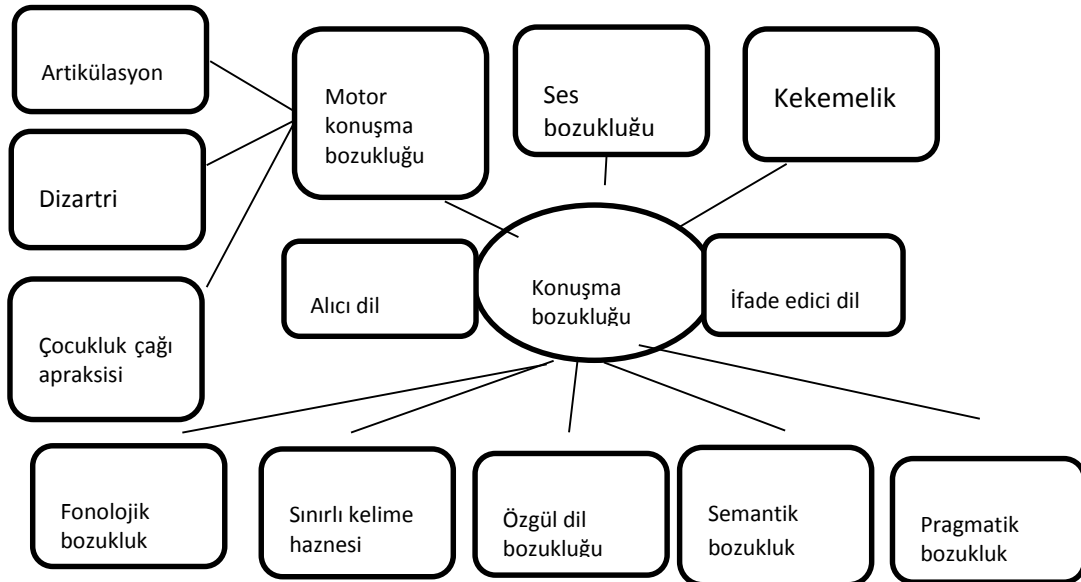 Artikülasyon
Motor
konuşma
bozukluğu
Ses
bozukluğu
Kekemelik
Dizartri
Alıcı dil
Konuşma
bozukluğu
İfade edici dil
Çocukluk çağı
apraksisi
Fonolojik
bozukluk
Sınırlı kelime
haznesi
Özgül dil
bozukluğu
Semantik
bozukluk
Pragmatik
bozukluk